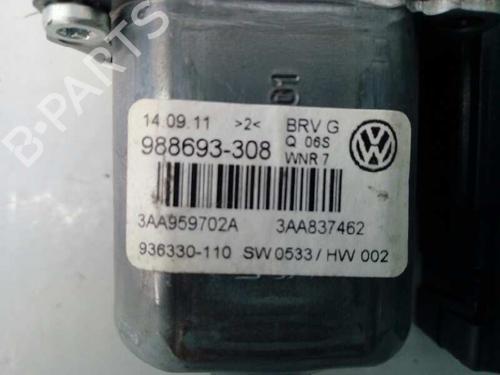 B-PARTS
14.09.11 >2< BRV G
988693-308 Q 06S
WNR 7
3AA959702A 3AA837462
936330-110 SW 0533 / HW 002